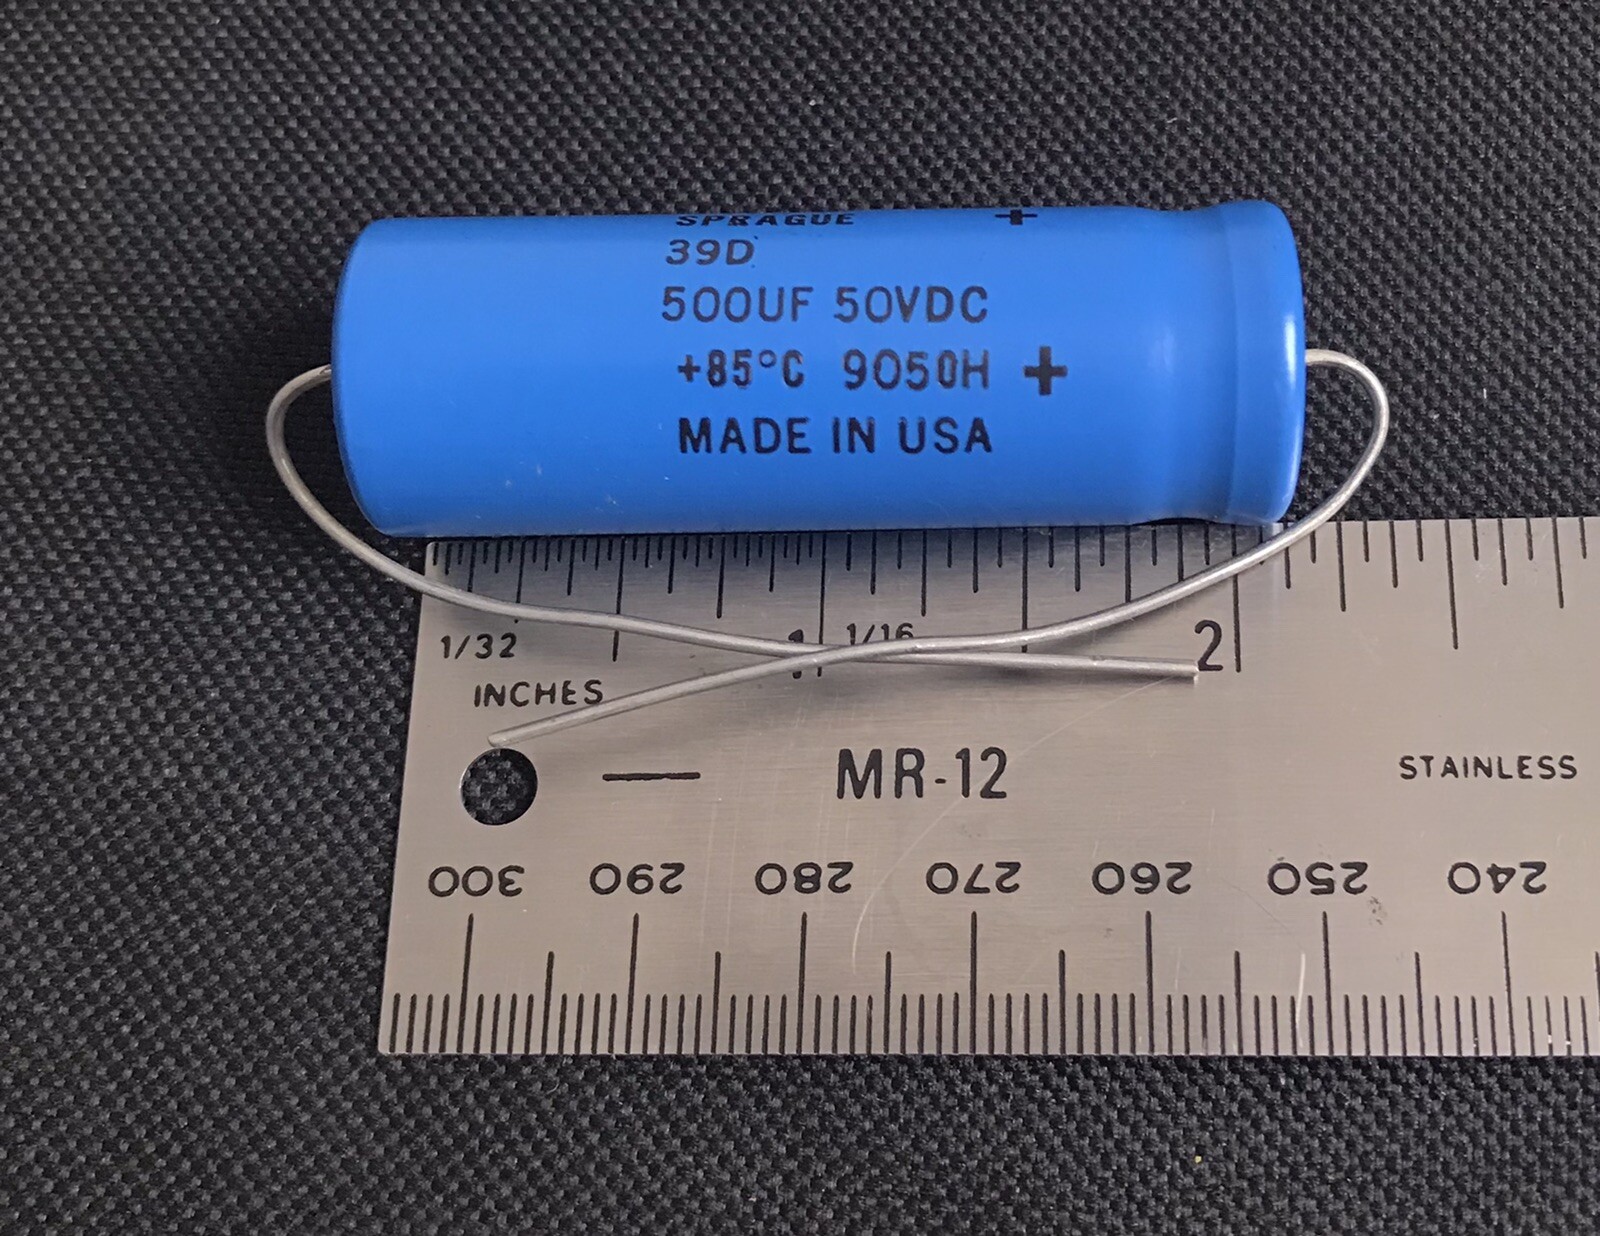 SPRAGUE +
39D
500UF 50VDC
+85°C 9050H +
MADE IN USA
1/32 1 1/16 2
INCHES
MR-12
STAINLESS
300 290 280 270 260 250 240